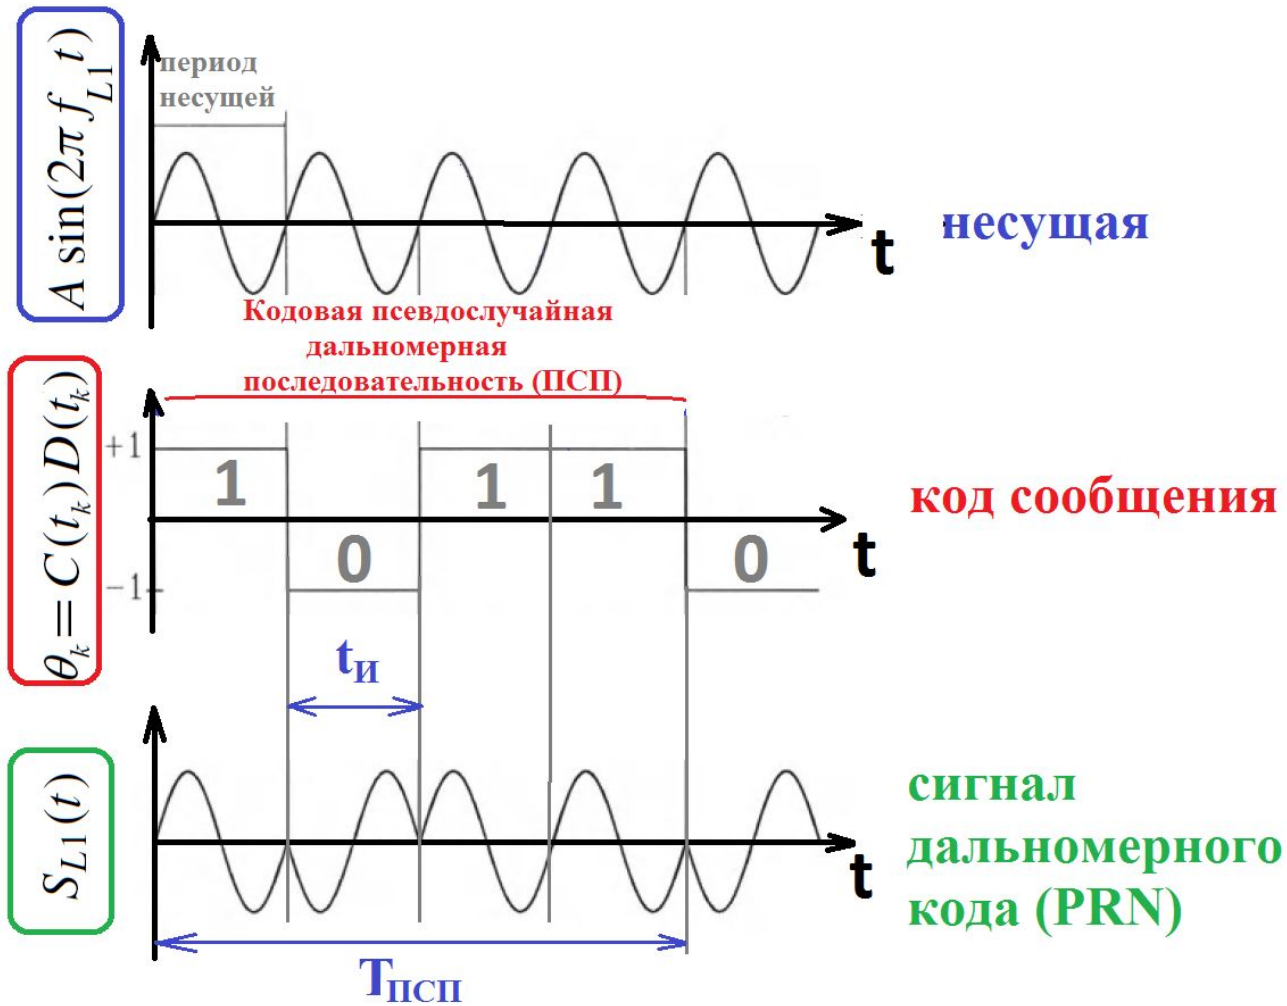 A sin(2π f_L1 t)
период
несущей
t
несущая
Кодовая псевдослучайная
дальномерная
последовательность (ПСП)
θ_k = C(t_k)D(t_k)
+1
1
1
1
код сообщения
0
0
t
−1
t_И
S_L1(t)
сигнал
дальномерного
кода (PRN)
t
T_ПСП